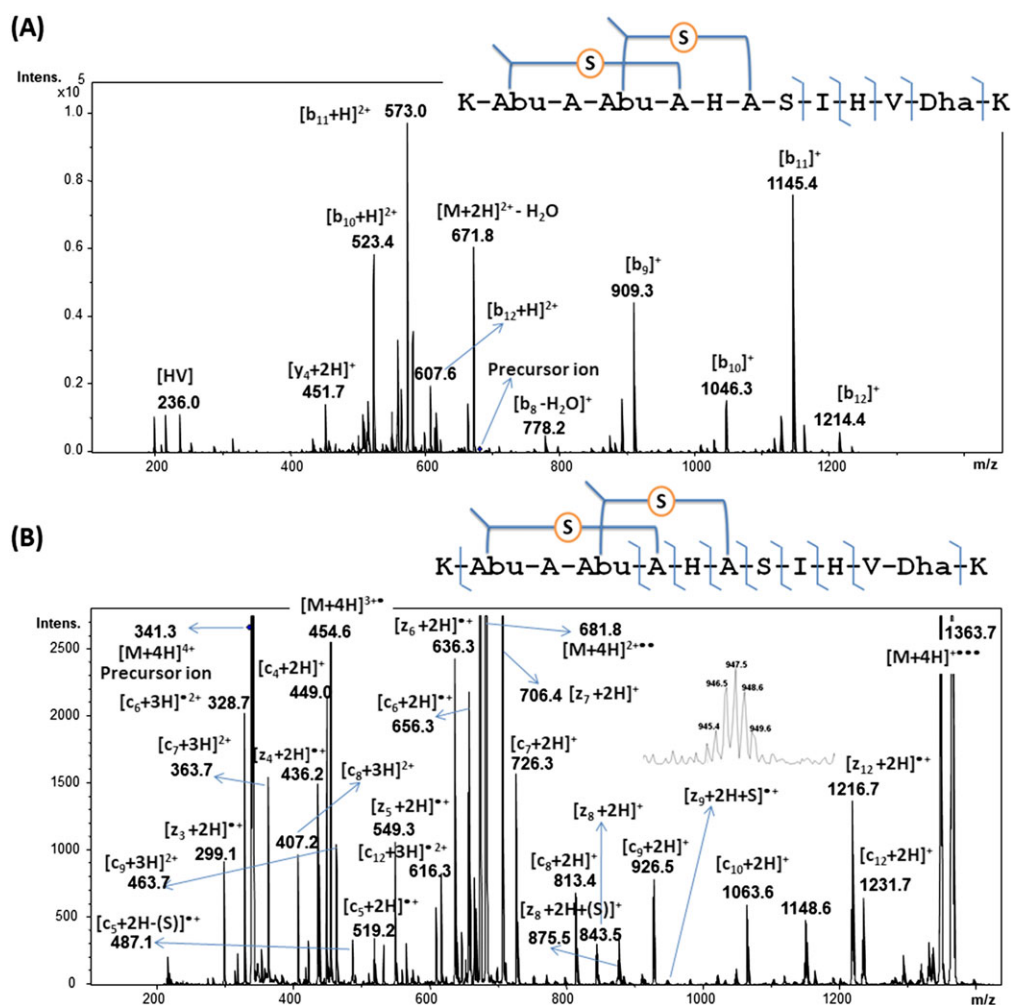 (A)
S
S
K-Abu-A-Abu-A-H-A-S-I-H-V-Dha-K
Intens.
x10⁵
1.0
0.8
0.6
0.4
0.2
0.0
[b₁₁+H]²⁺ 573.0
[b₁₀+H]²⁺
523.4
[M+2H]²⁺- H₂O
671.8
[b₁₁]⁺
1145.4
[b₉]⁺
909.3
[b₁₂+H]²⁺
[y₄+2H]⁺
451.7
607.6
Precursor ion
[HV]
236.0
[b₈-H₂O]⁺
778.2
[b₁₀]⁺
1046.3
[b₁₂]⁺
1214.4
200 400 600 800 1000 1200 m/z
(B)
S
S
K-Abu-A-Abu-A-H-A-S-I-H-V-Dha-K
Intens.
2500
2000
1500
1000
500
0
341.3
[M+4H]⁴⁺
Precursor ion
[M+4H]³⁺•
454.6
[z₆+2H]•⁺
636.3
681.8
[M+4H]²⁺••
1363.7
[M+4H]⁺•••
[c₄+2H]⁺
449.0
[c₆+3H]•²⁺ 328.7
[c₆+2H]•⁺
656.3
706.4 [z₇+2H]⁺
[c₇+3H]²⁺
363.7
[z₄+2H]•⁺
436.2
[c₈+3H]²⁺
407.2
[c₇+2H]⁺
726.3
945.4
946.5
947.5
948.6
949.6
[z₃+2H]•⁺
299.1
[z₅+2H]•⁺
549.3
[z₈+2H]⁺
[z₉+2H+S]•⁺
[z₁₂+2H]•⁺
1216.7
[c₉+3H]²⁺
463.7
[c₁₂+3H]•²⁺
616.3
[c₈+2H]⁺
813.4
[c₉+2H]⁺
926.5
[c₁₀+2H]⁺
1063.6
[c₁₂+2H]⁺
1231.7
[c₅+2H-(S)]•⁺
487.1
[c₅+2H]•⁺
519.2
[z₈+2H+(S)]⁺
875.5
843.5
1148.6
200 400 600 800 1000 1200 m/z